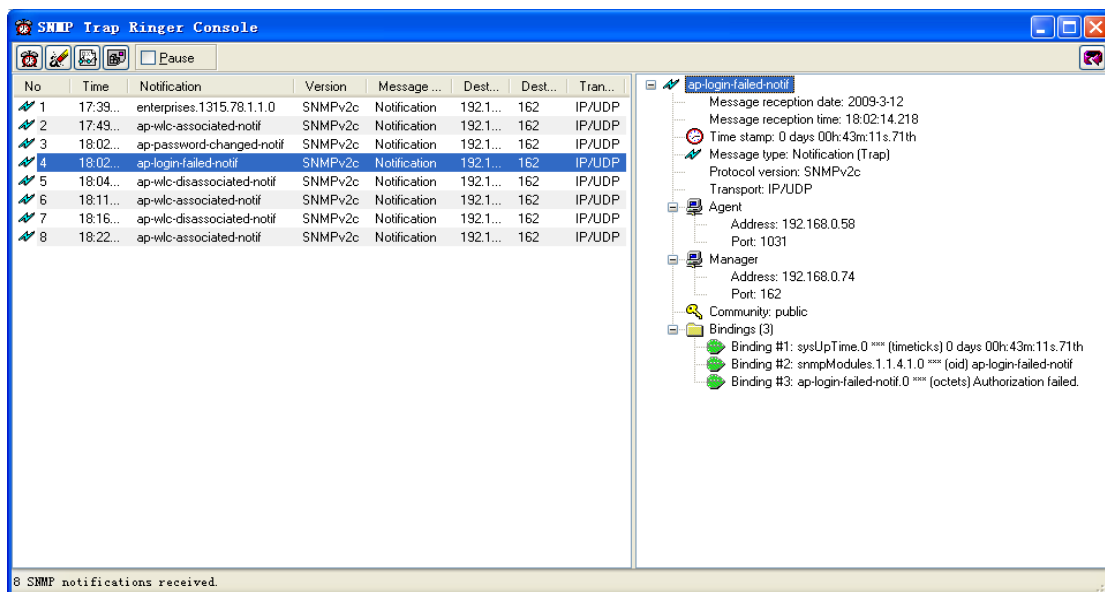 SNMP Trap Ringer Console
Pause
No Time Notification Version Message ... Dest... Dest... Tran...
1 17:39... enterprises.1315.78.1.1.0 SNMPv2c Notification 192.1... 162 IP/UDP
2 17:49... ap-wlc-associated-notif SNMPv2c Notification 192.1... 162 IP/UDP
3 18:02... ap-password-changed-notif SNMPv2c Notification 192.1... 162 IP/UDP
4 18:02... ap-login-failed-notif SNMPv2c Notification 192.1... 162 IP/UDP
5 18:04... ap-wlc-disassociated-notif SNMPv2c Notification 192.1... 162 IP/UDP
6 18:11... ap-wlc-associated-notif SNMPv2c Notification 192.1... 162 IP/UDP
7 18:16... ap-wlc-disassociated-notif SNMPv2c Notification 192.1... 162 IP/UDP
8 18:22... ap-wlc-associated-notif SNMPv2c Notification 192.1... 162 IP/UDP
ap-login-failed-notif
Message reception date: 2009-3-12
Message reception time: 18:02:14.218
Time stamp: 0 days 00h:43m:11s.71th
Message type: Notification (Trap)
Protocol version: SNMPv2c
Transport: IP/UDP
Agent
Address: 192.168.0.58
Port: 1031
Manager
Address: 192.168.0.74
Port: 162
Community: public
Bindings (3)
Binding #1: sysUpTime.0 *** (timeticks) 0 days 00h:43m:11s.71th
Binding #2: snmpModules.1.1.4.1.0 *** (oid) ap-login-failed-notif
Binding #3: ap-login-failed-notif.0 *** (octets) Authorization failed.
8 SNMP notifications received.